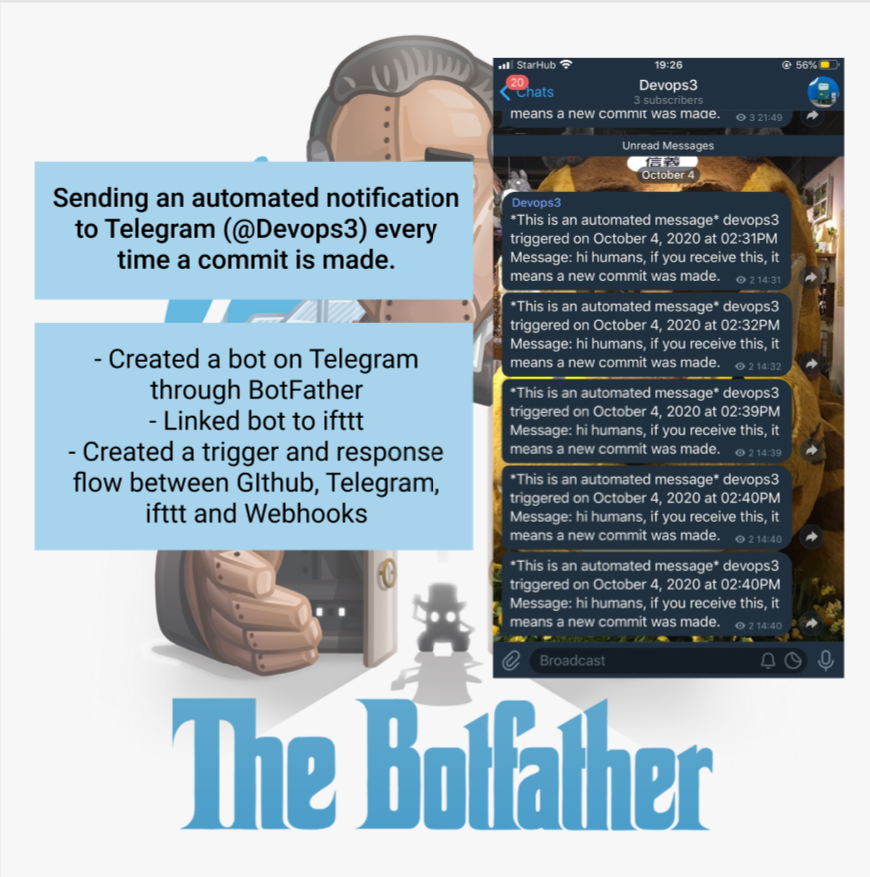 Sending an automated notification
to Telegram (@Devops3) every
time a commit is made.
- Created a bot on Telegram
through BotFather
- Linked bot to ifttt
- Created a trigger and response
flow between GIthub, Telegram,
ifttt and Webhooks
StarHub 19:26 56%
20
Chats
Devops3
3 subscribers
means a new commit was made. 3 21:49
Unread Messages
信義
October 4
Devops3
*This is an automated message* devops3
triggered on October 4, 2020 at 02:31PM
Message: hi humans, if you receive this, it
means a new commit was made. 2 14:31
*This is an automated message* devops3
triggered on October 4, 2020 at 02:32PM
Message: hi humans, if you receive this, it
means a new commit was made. 2 14:32
*This is an automated message* devops3
triggered on October 4, 2020 at 02:39PM
Message: hi humans, if you receive this, it
means a new commit was made. 2 14:39
*This is an automated message* devops3
triggered on October 4, 2020 at 02:40PM
Message: hi humans, if you receive this, it
means a new commit was made. 2 14:40
*This is an automated message* devops3
triggered on October 4, 2020 at 02:40PM
Message: hi humans, if you receive this, it
means a new commit was made. 2 14:40
Broadcast
The Botfather